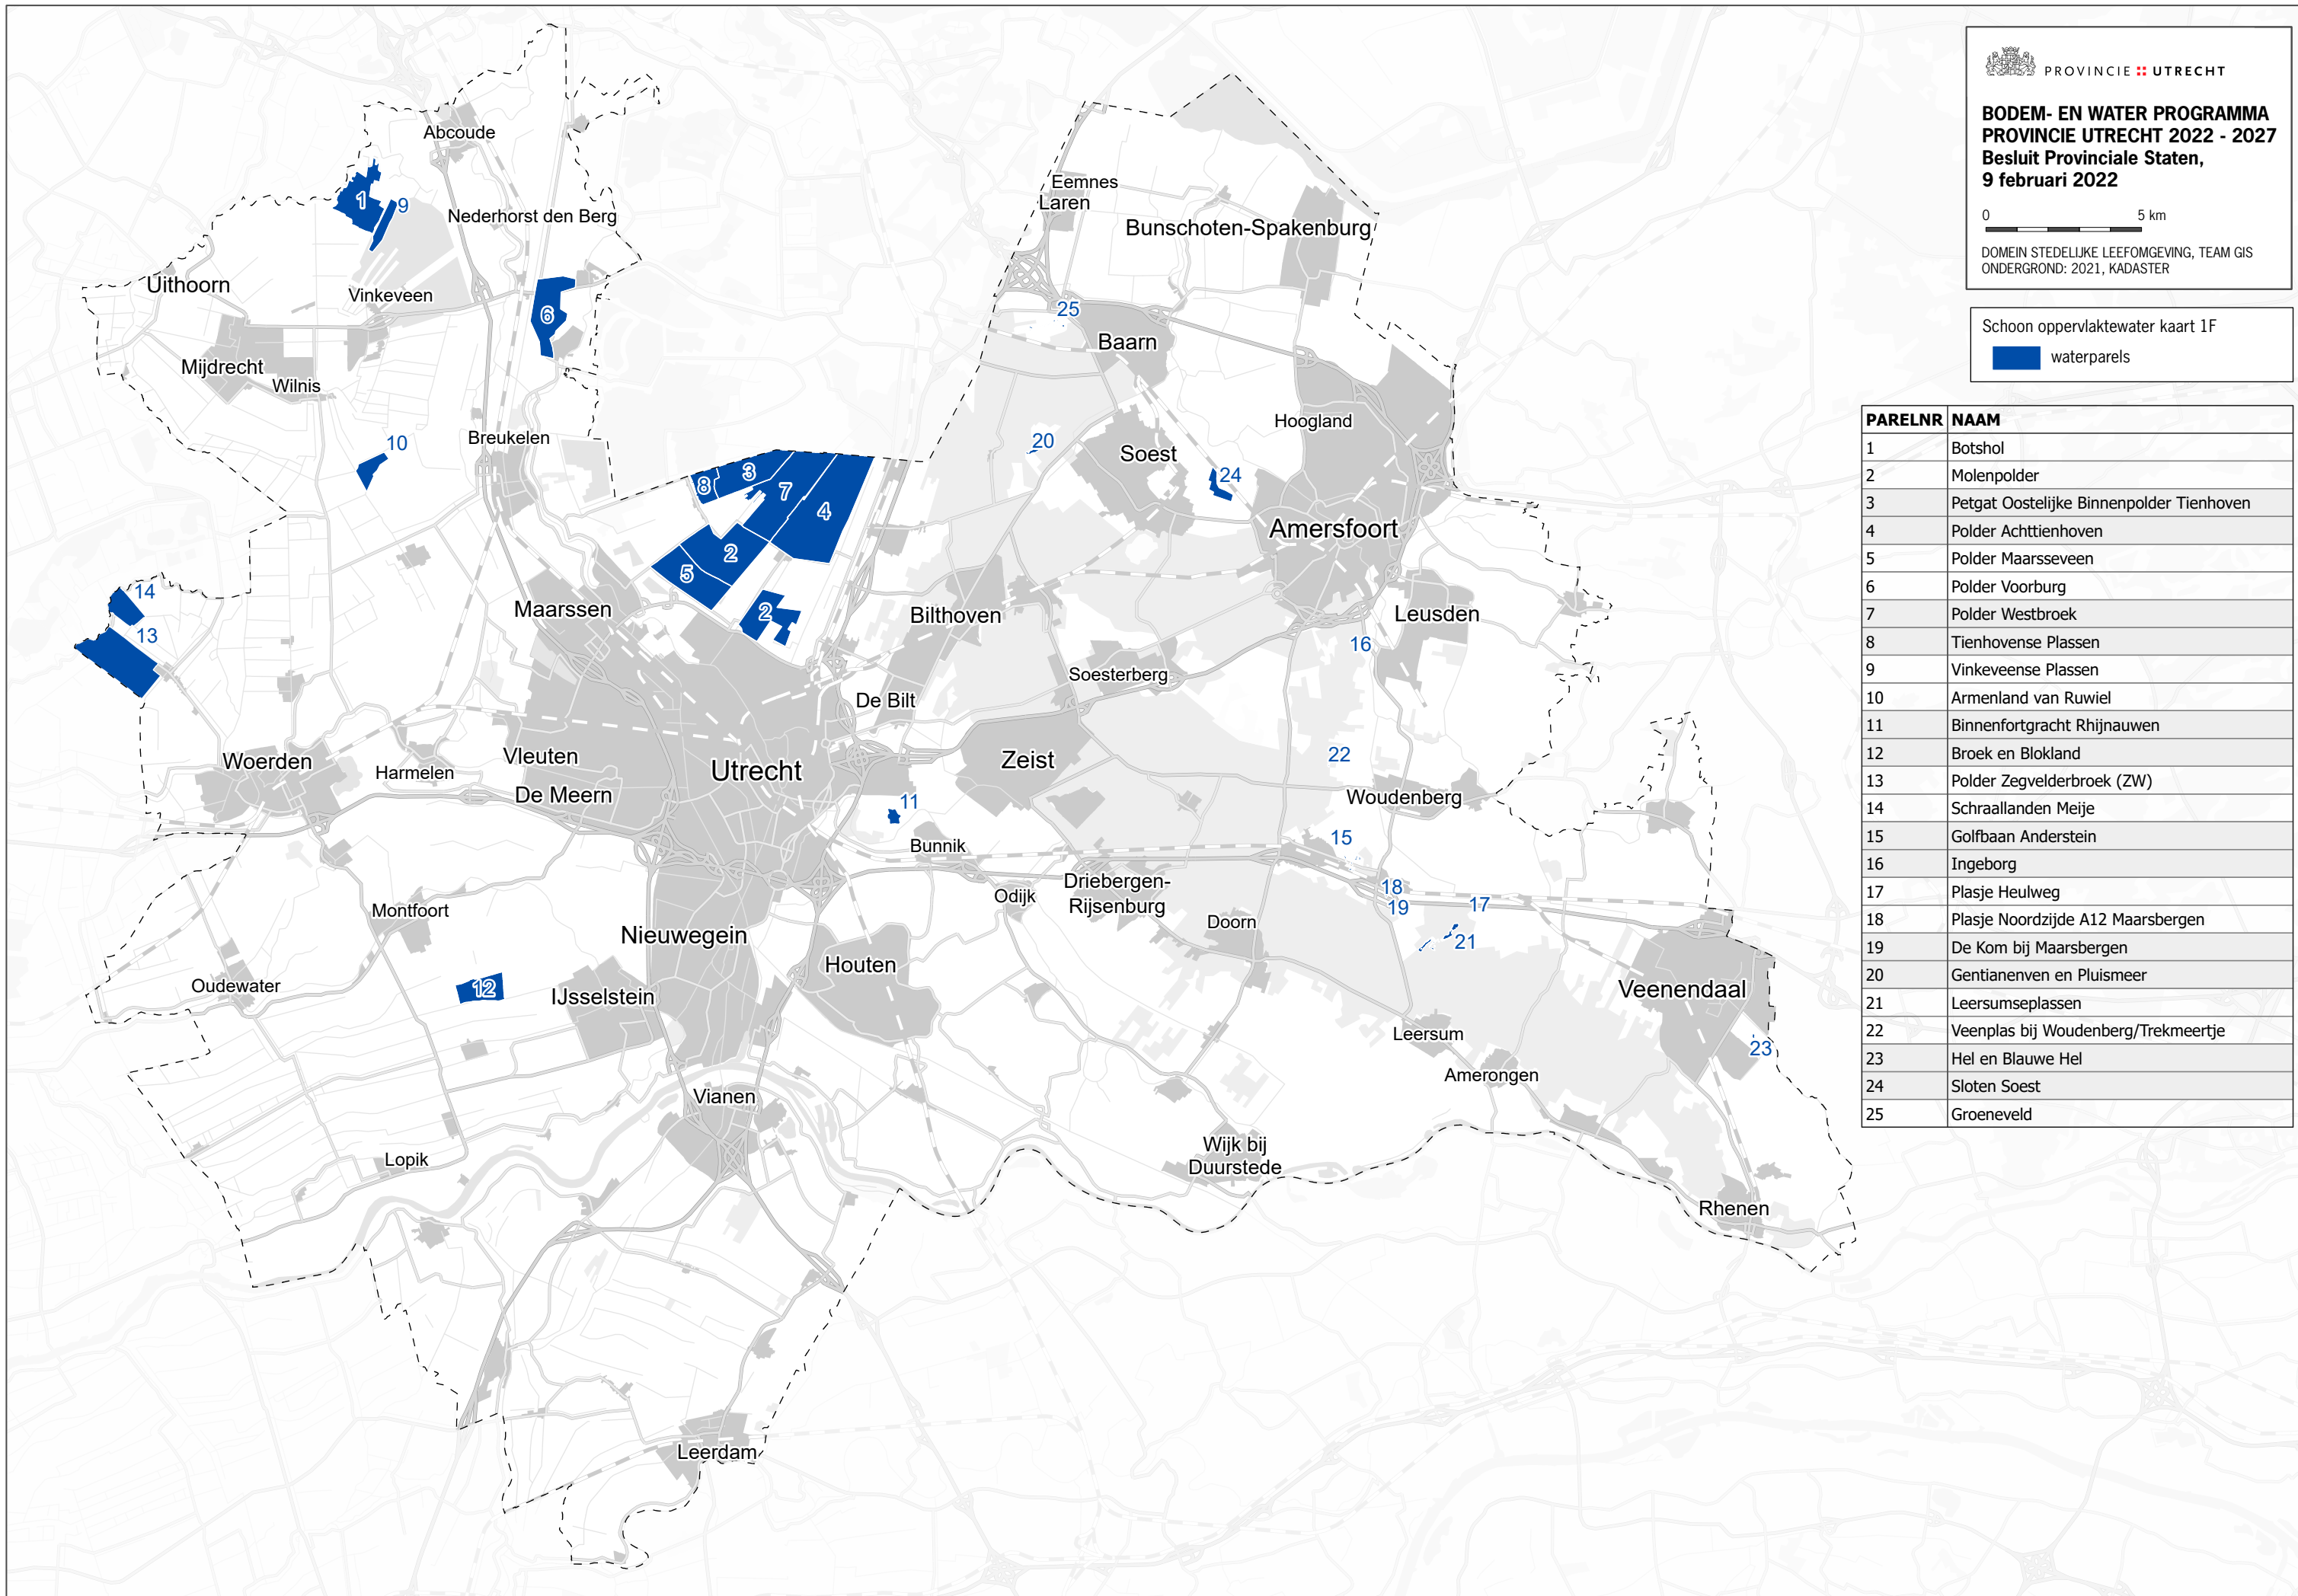 PROVINCIE UTRECHT
BODEM- EN WATER PROGRAMMA
PROVINCIE UTRECHT 2022 - 2027
Besluit Provinciale Staten,
9 februari 2022
0 5 km
DOMEIN STEDELIJKE LEEFOMGEVING, TEAM GIS
ONDERGROND: 2021, KADASTER
Schoon oppervlaktewater kaart 1F
waterparels
PARELNR NAAM
1 Botshol
2 Molenpolder
3 Petgat Oostelijke Binnenpolder Tienhoven
4 Polder Achttienhoven
5 Polder Maarsseveen
6 Polder Voorburg
7 Polder Westbroek
8 Tienhovense Plassen
9 Vinkeveense Plassen
10 Armenland van Ruwiel
11 Binnenfortgracht Rhijnauwen
12 Broek en Blokland
13 Polder Zegvelderbroek (ZW)
14 Schraallanden Meije
15 Golfbaan Anderstein
16 Ingeborg
17 Plasje Heulweg
18 Plasje Noordzijde A12 Maarsbergen
19 De Kom bij Maarsbergen
20 Gentianenven en Pluismeer
21 Leersumseplassen
22 Veenplas bij Woudenberg/Trekmeertje
23 Hel en Blauwe Hel
24 Sloten Soest
25 Groeneveld
Abcoude
Eemnes
Laren
1
9
Nederhorst den Berg
Bunschoten-Spakenburg
Uithoorn
Vinkeveen
25
6
Baarn
Mijdrecht
Wilnis
Hoogland
10
Breukelen
20
Soest
3
8
7
24
4
Amersfoort
2
5
14
Maarssen
2
Bilthoven
Leusden
13
16
Soesterberg
De Bilt
Vleuten
22
Woerden
Harmelen
Utrecht
Zeist
De Meern
Woudenberg
11
15
Bunnik
Driebergen-
Rijsenburg
18
Odijk
19
17
Montfoort
Doorn
Nieuwegein
21
Houten
Oudewater
12
IJsselstein
Veenendaal
Leersum
23
Amerongen
Vianen
Lopik
Wijk bij
Duurstede
Rhenen
Leerdam